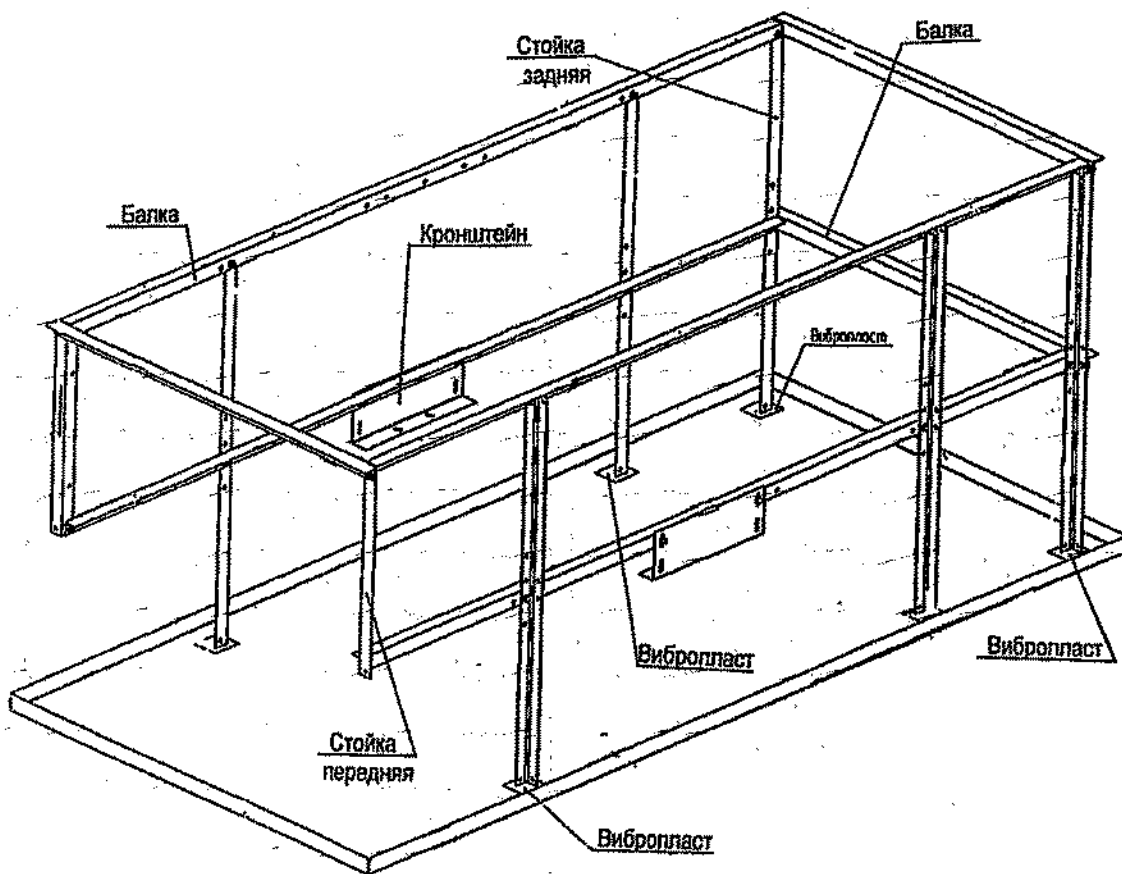 Балка
Стойка
задняя
Балка
Кронштейн
Вибропласт
Вибропласт
Вибропласт
Стойка
передняя
Вибропласт